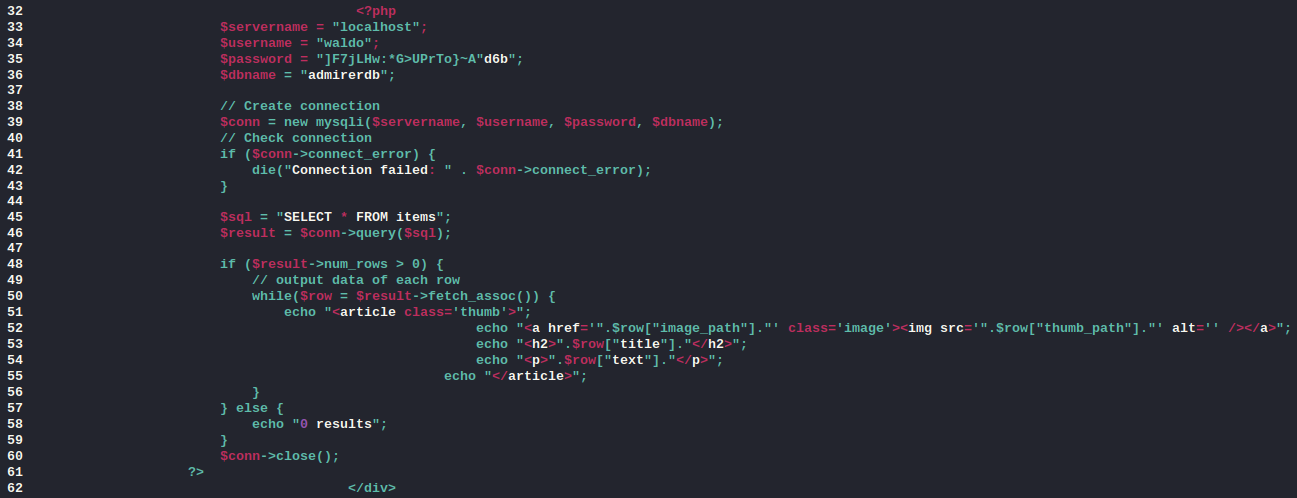 32                                         <?php
33                        $servername = "localhost";
34                        $username = "waldo";
35                        $password = "]F7jLHw:*G>UPrTo}~A"d6b";
36                        $dbname = "admirerdb";
37
38                        // Create connection
39                        $conn = new mysqli($servername, $username, $password, $dbname);
40                        // Check connection
41                        if ($conn->connect_error) {
42                            die("Connection failed: " . $conn->connect_error);
43                        }
44
45                        $sql = "SELECT * FROM items";
46                        $result = $conn->query($sql);
47
48                        if ($result->num_rows > 0) {
49                            // output data of each row
50                            while($row = $result->fetch_assoc()) {
51                                echo "<article class='thumb'>";
52                                                        echo "<a href='".$row["image_path"]."' class='image'><img src='".$row["thumb_path"]."' alt='' /></a>";
53                                                        echo "<h2>".$row["title"]."</h2>";
54                                                        echo "<p>".$row["text"]."</p>";
55                                                    echo "</article>";
56                            }
57                        } else {
58                            echo "0 results";
59                        }
60                        $conn->close();
61                    ?>
62                                        </div>